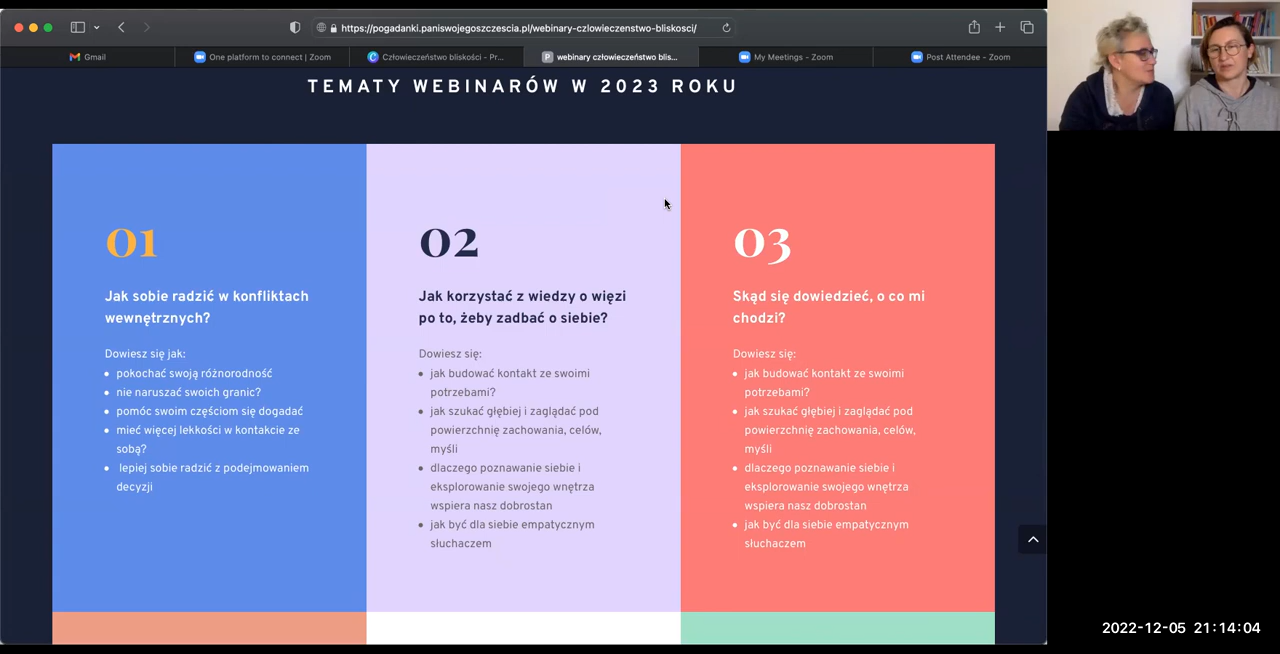 https://pogadanki.paniswojegoszczescia.pl/webinary-czlowieczenstwo-bliskosci/
Gmail
One platform to connect | Zoom
Człowieczeństwo bliskości - Pr...
webinary człowieczeństwo blis...
My Meetings - Zoom
Post Attendee - Zoom
TEMATY WEBINARÓW W 2023 ROKU
01
Jak sobie radzić w konfliktach
wewnętrznych?
Dowiesz się jak:
• pokochać swoją różnorodność
• nie naruszać swoich granic?
• pomóc swoim częściom się dogadać
• mieć więcej lekkości w kontakcie ze
sobą?
• lepiej sobie radzić z podejmowaniem
decyzji
02
Jak korzystać z wiedzy o więzi
po to, żeby zadbać o siebie?
Dowiesz się:
• jak budować kontakt ze swoimi
potrzebami?
• jak szukać głębiej i zaglądać pod
powierzchnię zachowania, celów,
myśli
• dlaczego poznawanie siebie i
eksplorowanie swojego wnętrza
wspiera nasz dobrostan
• jak być dla siebie empatycznym
słuchaczem
03
Skąd się dowiedzieć, o co mi
chodzi?
Dowiesz się:
• jak budować kontakt ze swoimi
potrzebami?
• jak szukać głębiej i zaglądać pod
powierzchnię zachowania, celów,
myśli
• dlaczego poznawanie siebie i
eksplorowanie swojego wnętrza
wspiera nasz dobrostan
• jak być dla siebie empatycznym
słuchaczem
2022-12-05 21:14:04